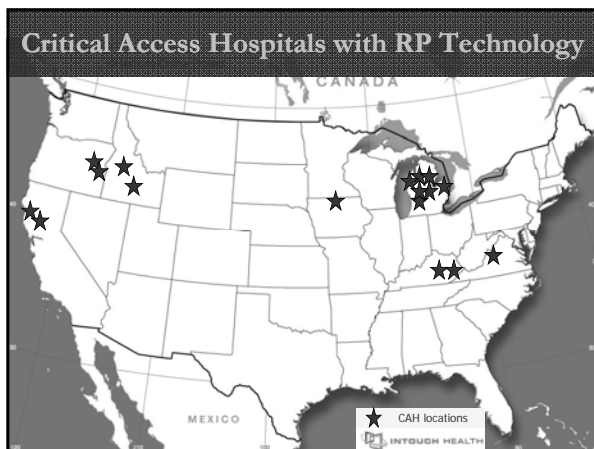 Critical Access Hospitals with RP Technology
CANADA
MEXICO
CAH locations
INTOUCH HEALTH